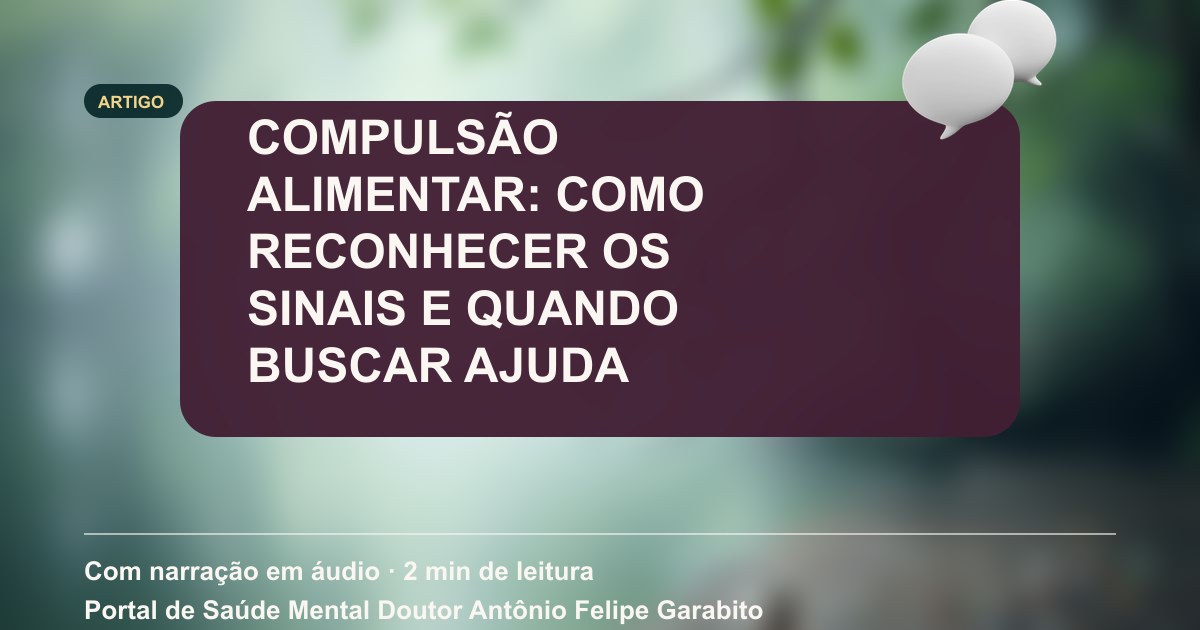 ARTIGO
COMPULSÃO
ALIMENTAR: COMO
RECONHECER OS
SINAIS E QUANDO
BUSCAR AJUDA
Com narração em áudio · 2 min de leitura
Portal de Saúde Mental Doutor Antônio Felipe Garabito